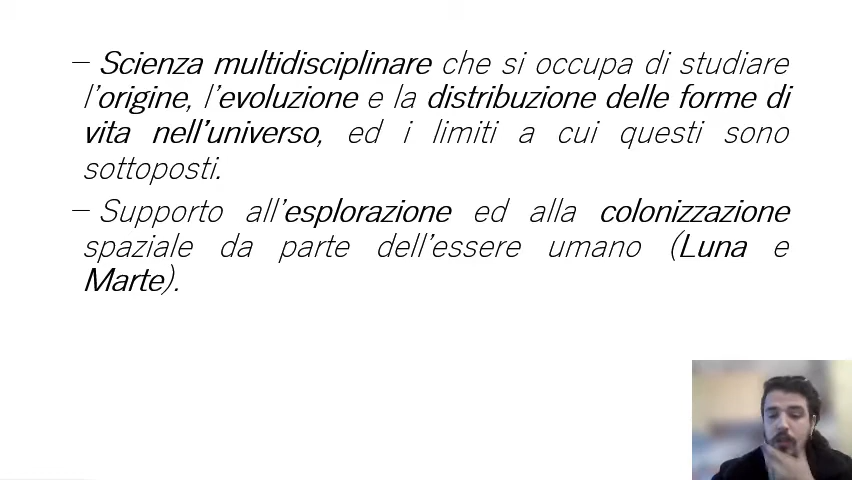 – Scienza multidisciplinare che si occupa di studiare
l'origine, l'evoluzione e la distribuzione delle forme di
vita nell'universo, ed i limiti a cui questi sono
sottoposti.
– Supporto all'esplorazione ed alla colonizzazione
spaziale da parte dell'essere umano (Luna e
Marte).